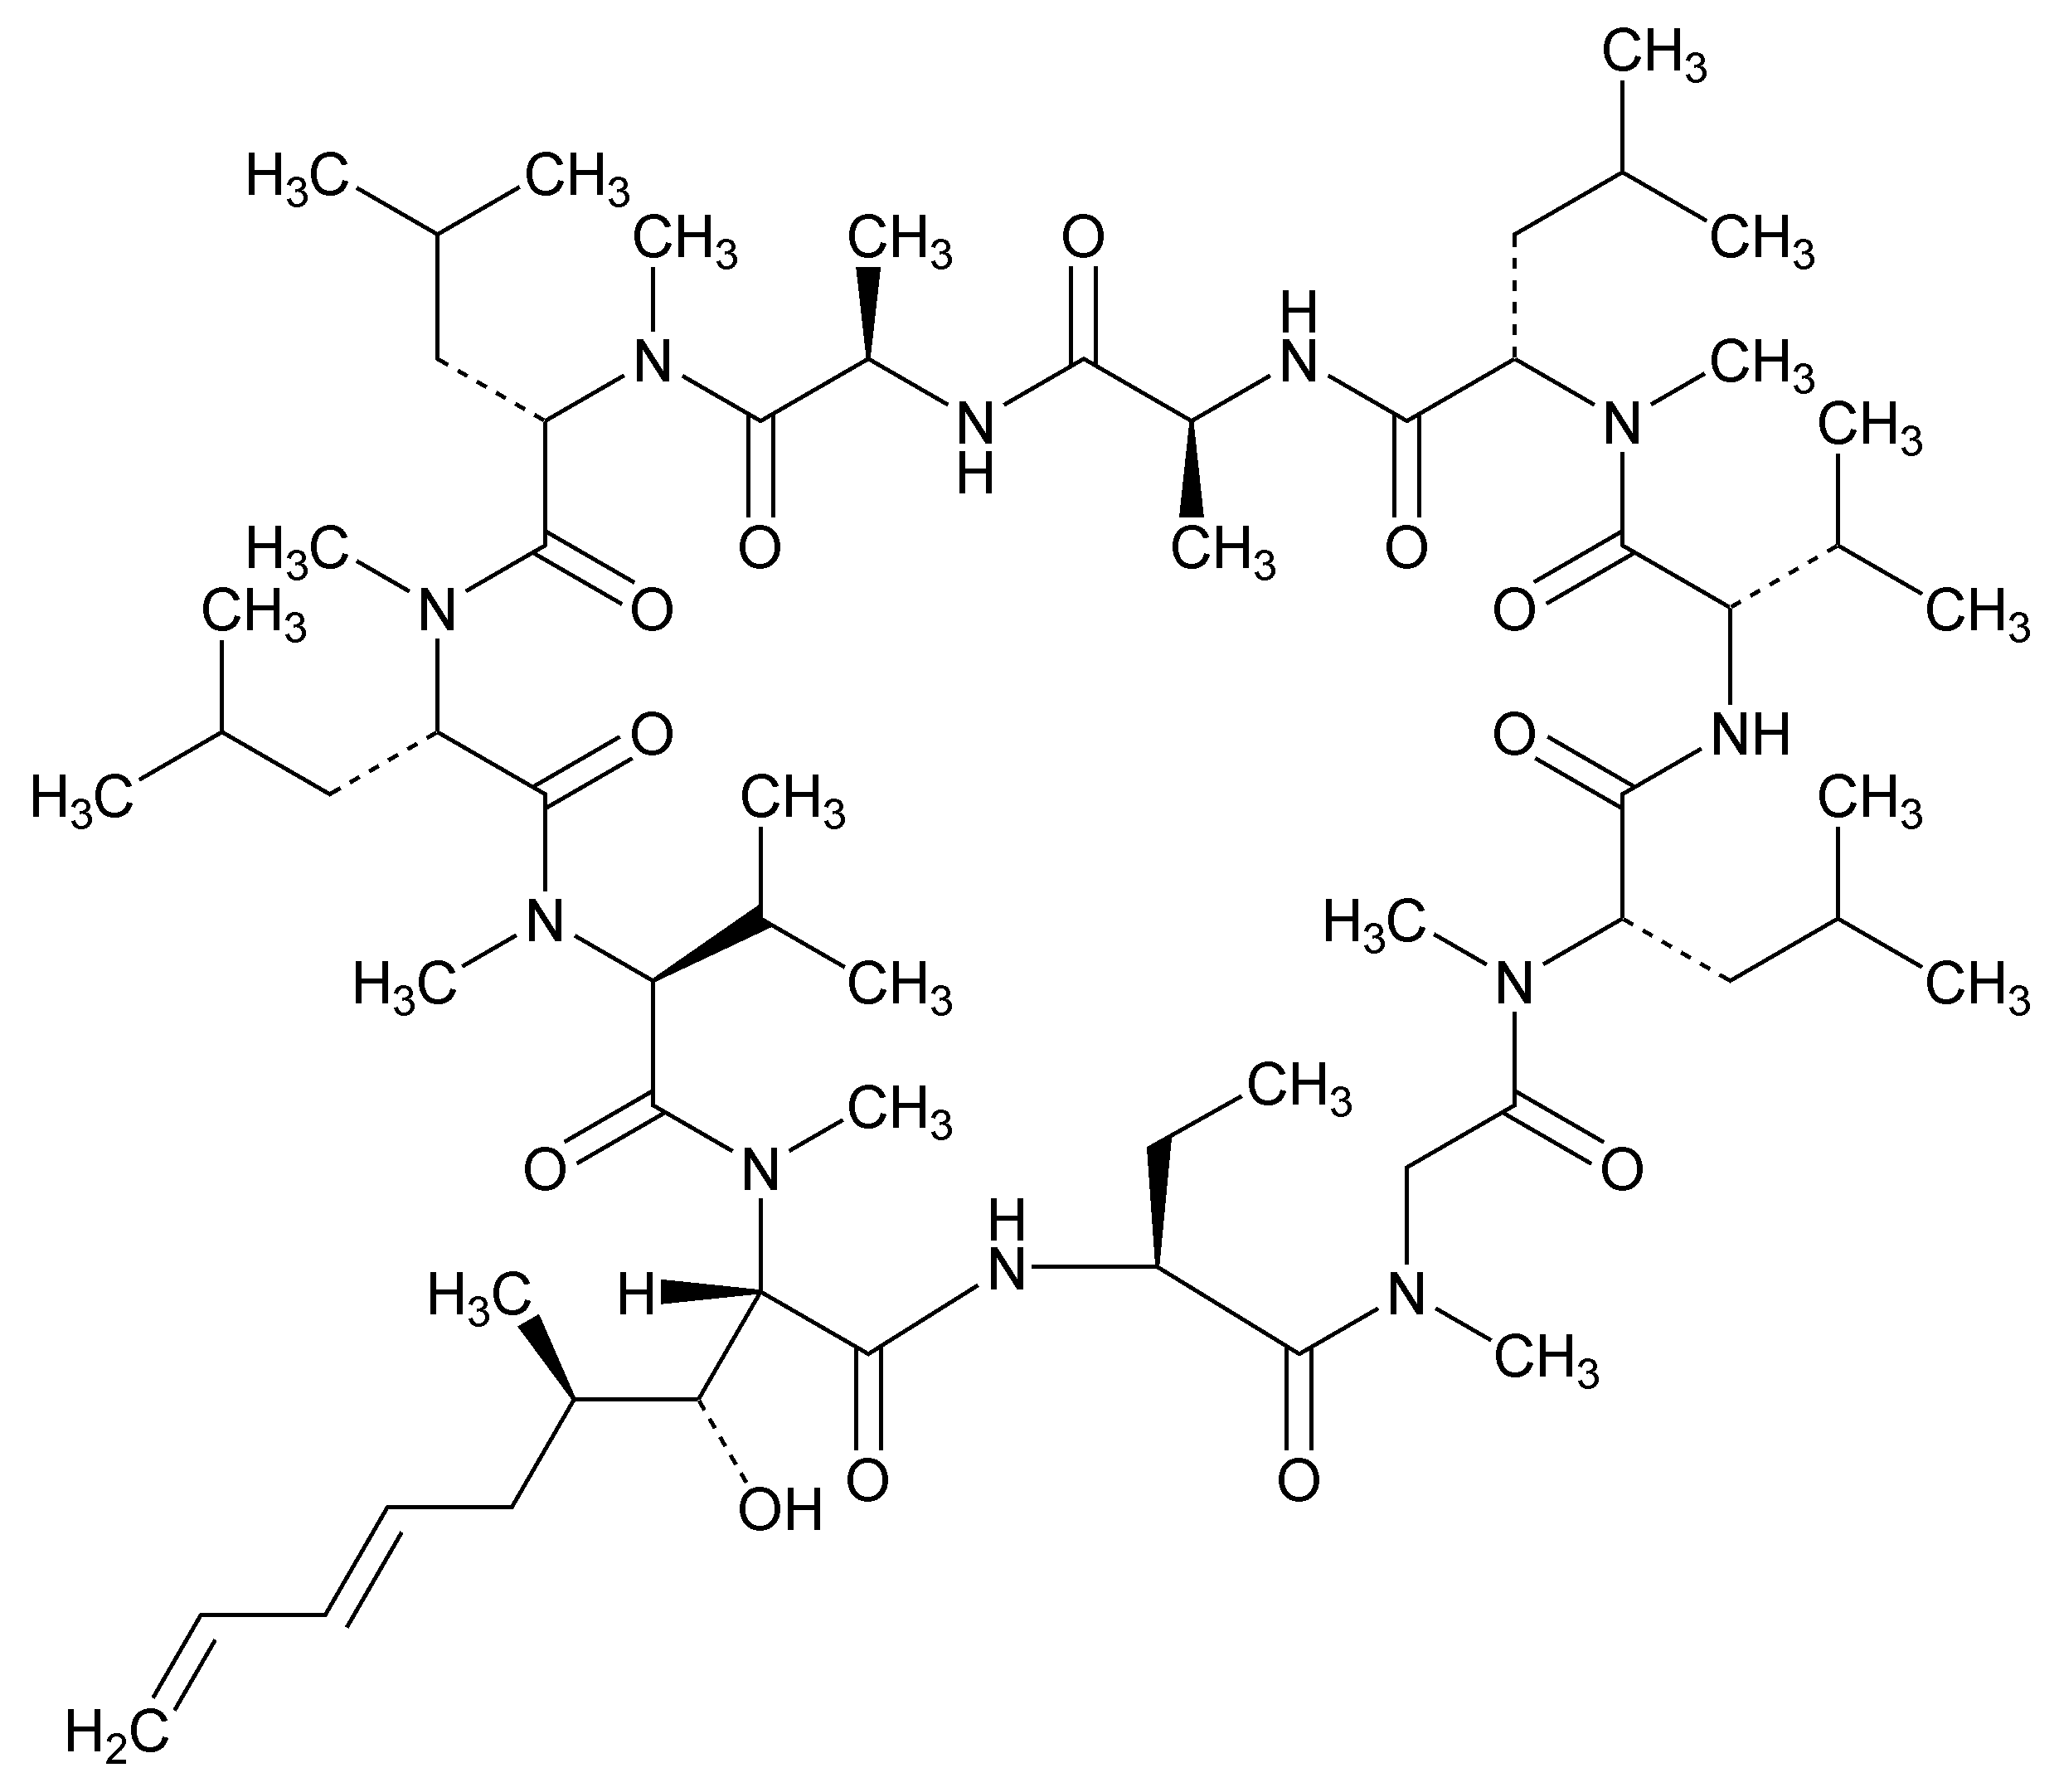 CH3
H3C CH3
CH3 CH3 O CH3
H
N N CH3
N N CH3
H
H3C O CH3 O
CH3 N O O CH3
O O NH
H3C CH3 CH3
H3C N
N
H3C CH3 CH3
CH3
CH3
O N O
H
N
H3C H N
CH3
O O
OH
H2C